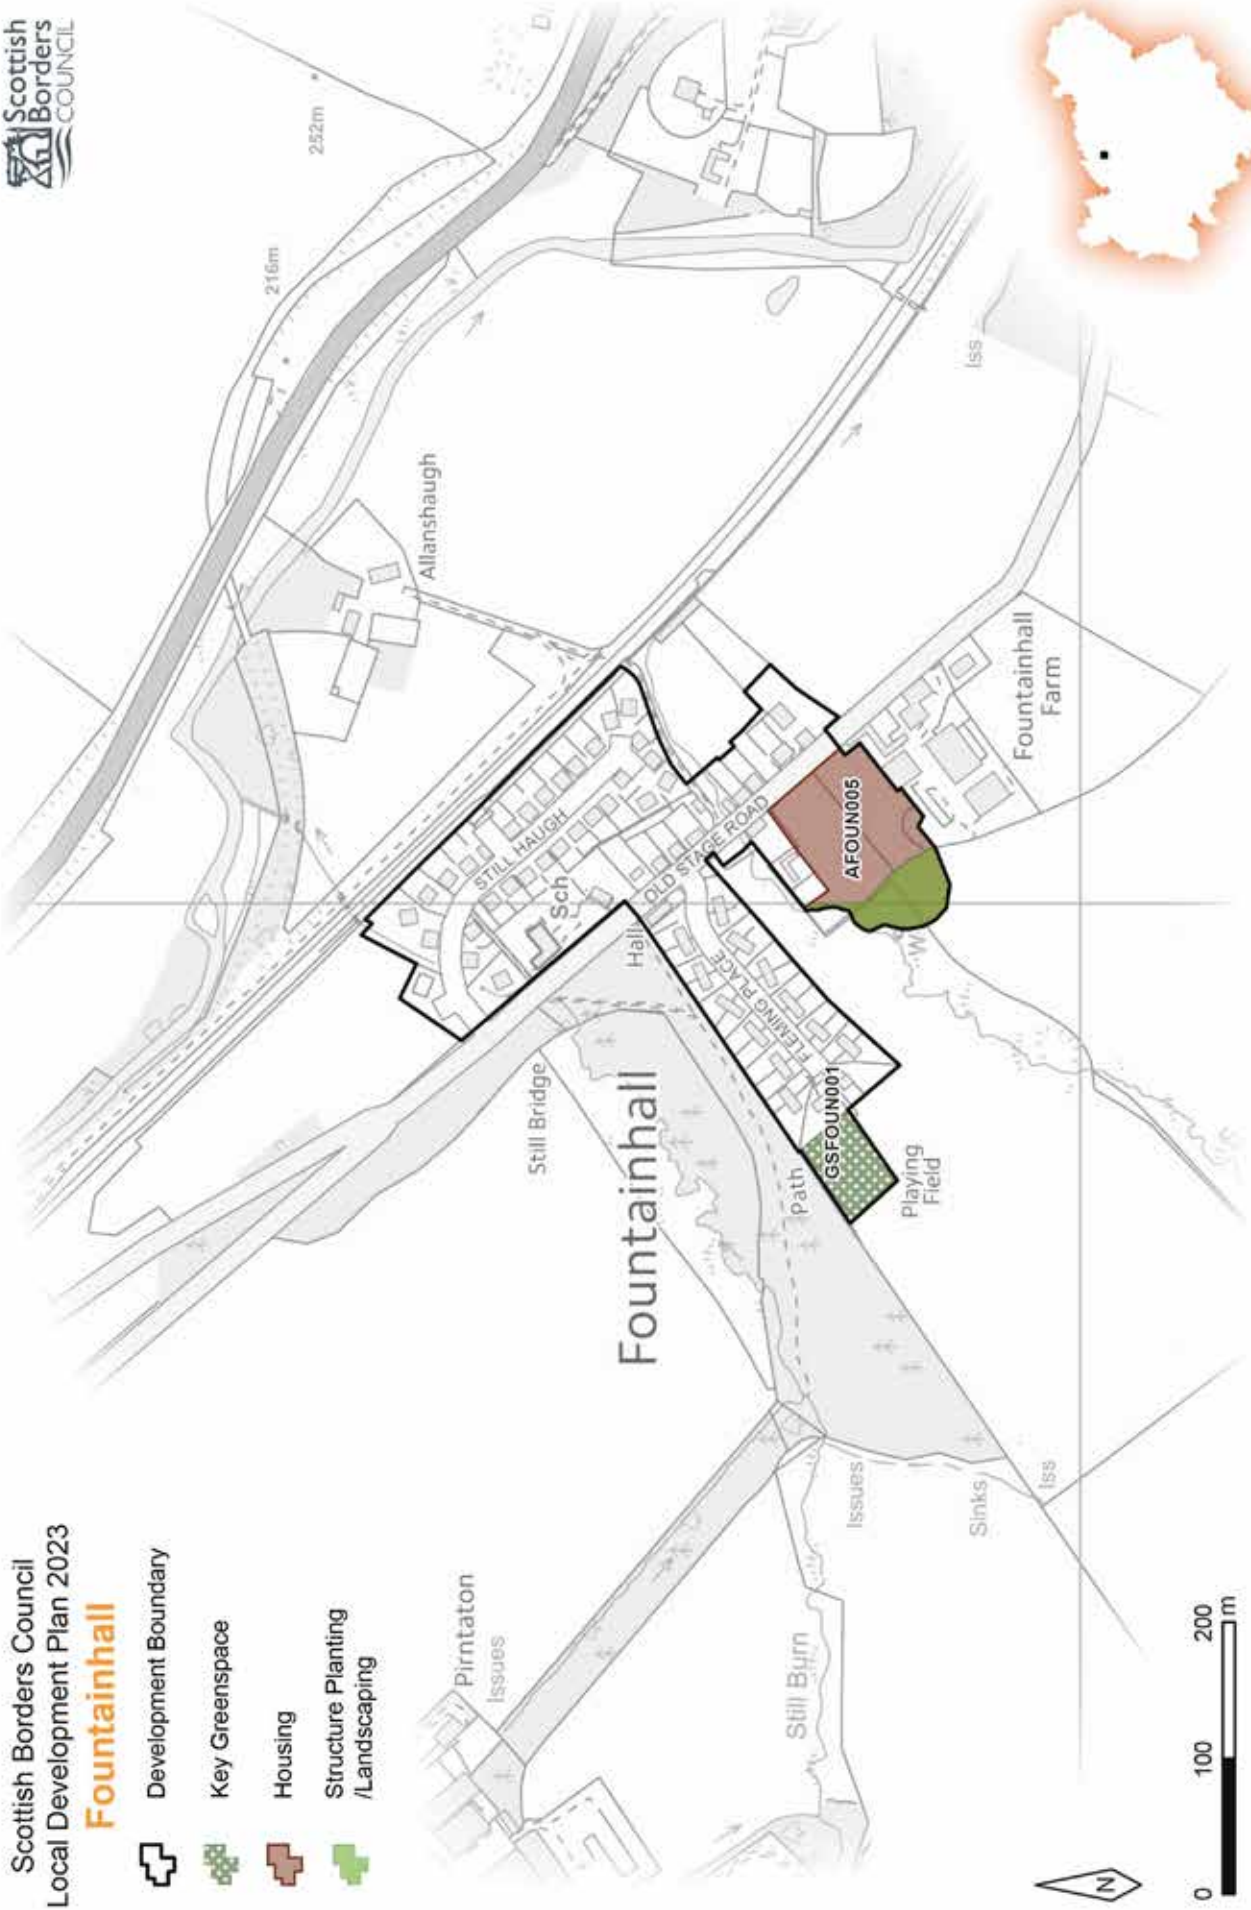 Scottish Borders Council
Local Development Plan 2023
Fountainhall
Development Boundary
Key Greenspace
Housing
Structure Planting
/Landscaping
Scottish
Borders
COUNCIL
252m
216m
Allanshaugh
Pirntaton
Issues
Still Bridge
STILL HAUGH
Sch
Hall
OLD STAGE ROAD
Fountainhall
FLEMING PLACE
Path
GSFOUN001
Playing
Field
AFOUN005
W
Fountainhall
Farm
Iss
Still Burn
Issues
Sinks
Iss
N
0
100
200
m